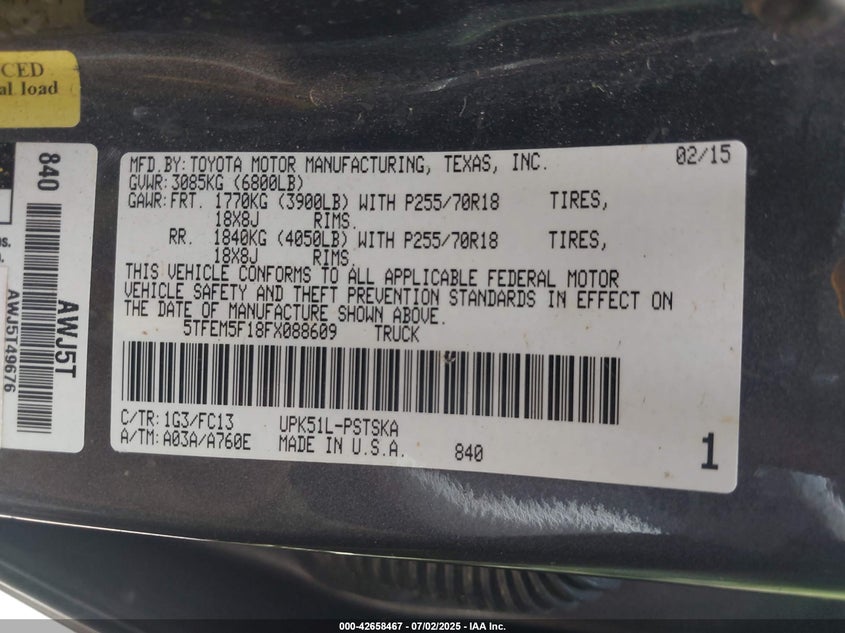 CED
al load
840
AWJ5T
AWJ5T49676
MFD.BY: TOYOTA MOTOR MANUFACTURING, TEXAS, INC. 02/15
GVWR: 3085KG (6800LB)
GAWR: FRT. 1770KG (3900LB) WITH P255/70R18 TIRES,
18X8J RIMS.
RR. 1840KG (4050LB) WITH P255/70R18 TIRES,
18X8J RIMS.
THIS VEHICLE CONFORMS TO ALL APPLICABLE FEDERAL MOTOR
VEHICLE SAFETY AND THEFT PREVENTION STANDARDS IN EFFECT ON
THE DATE OF MANUFACTURE SHOWN ABOVE.
5TFEM5F18FX088609 TRUCK
C/TR: 1G3/FC13 UPK51L-PSTSKA
A/TM: A03A/A760E MADE IN U.S.A. 840 1
000-42658467 - 07/02/2025 - IAA Inc.